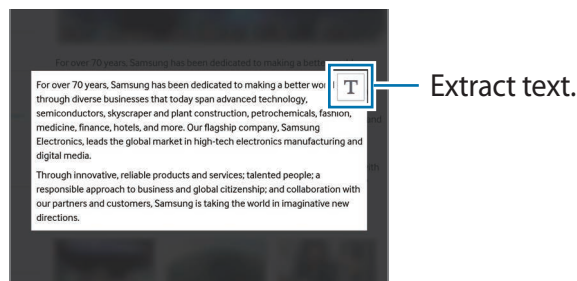 For over 70 years, Samsung has been dedicated to making a better
For over 70 years, Samsung has been dedicated to making a better wor
T
Extract text.
through diverse businesses that today span advanced technology,
semiconductors, skyscraper and plant construction, petrochemicals, fashion,
and
medicine, finance, hotels, and more. Our flagship company, Samsung
Electronics, leads the global market in high-tech electronics manufacturing and
digital media.
Through innovative, reliable products and services; talented people; a
with
responsible approach to business and global citizenship; and collaboration with
our partners and customers, Samsung is taking the world in imaginative new
directions.